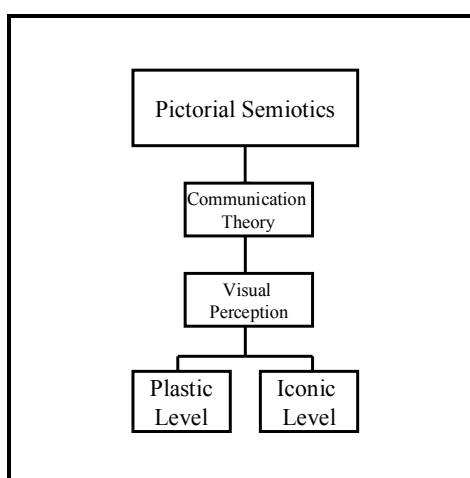 Pictorial Semiotics
Communication
Theory
Visual
Perception
Plastic
Level
Iconic
Level